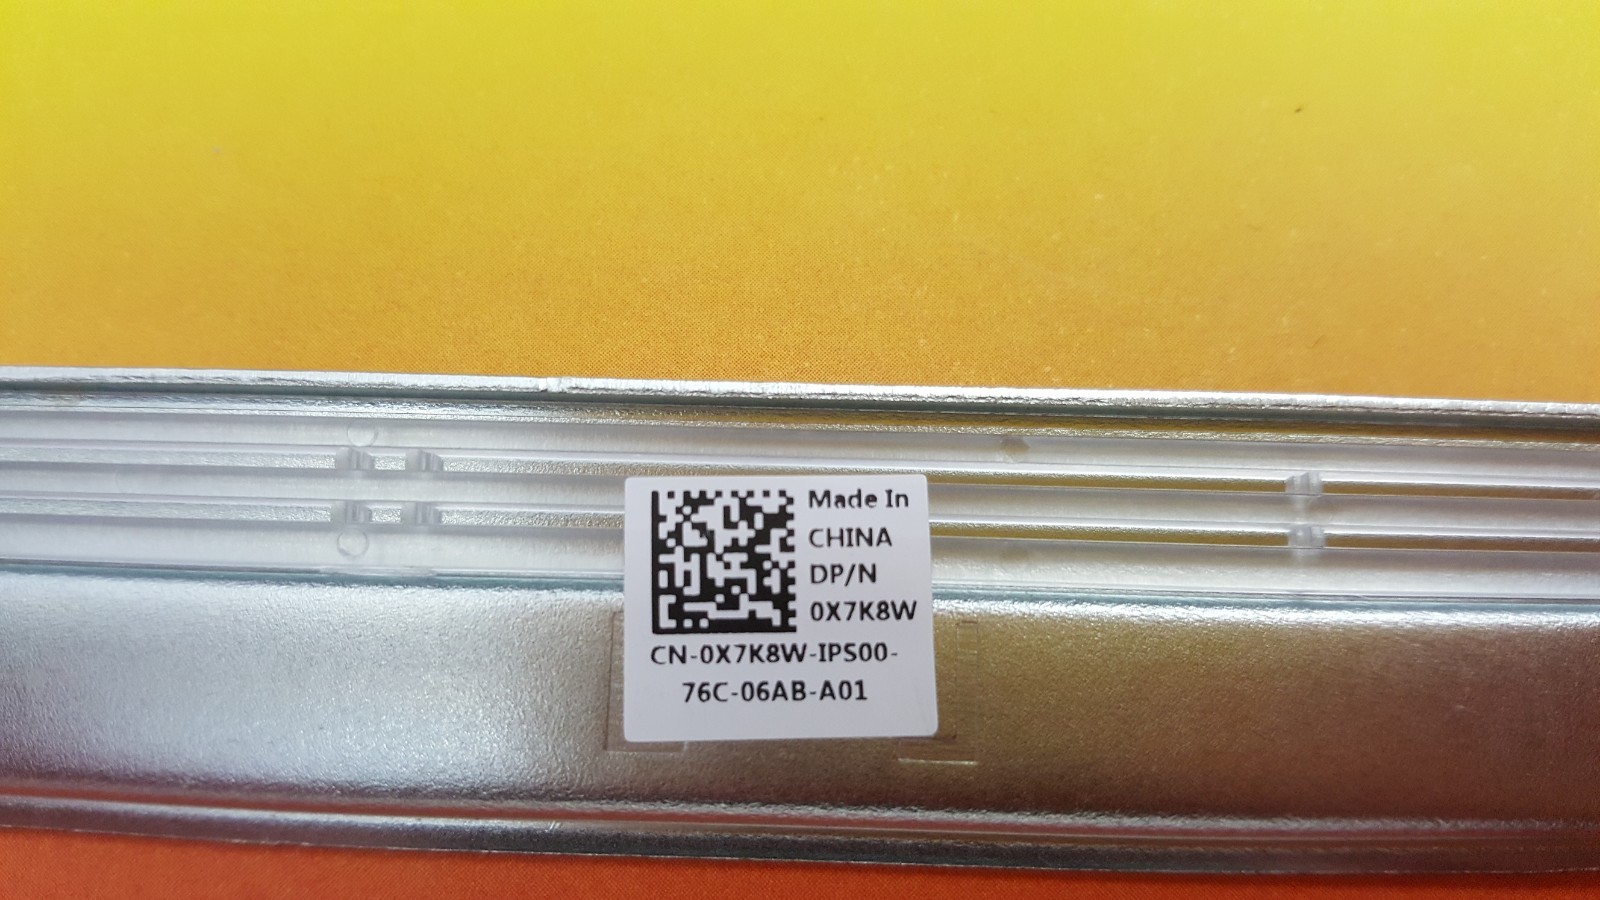 Made In
CHINA
DP/N
0X7K8W
CN-0X7K8W-IPS00-
76C-06AB-A01